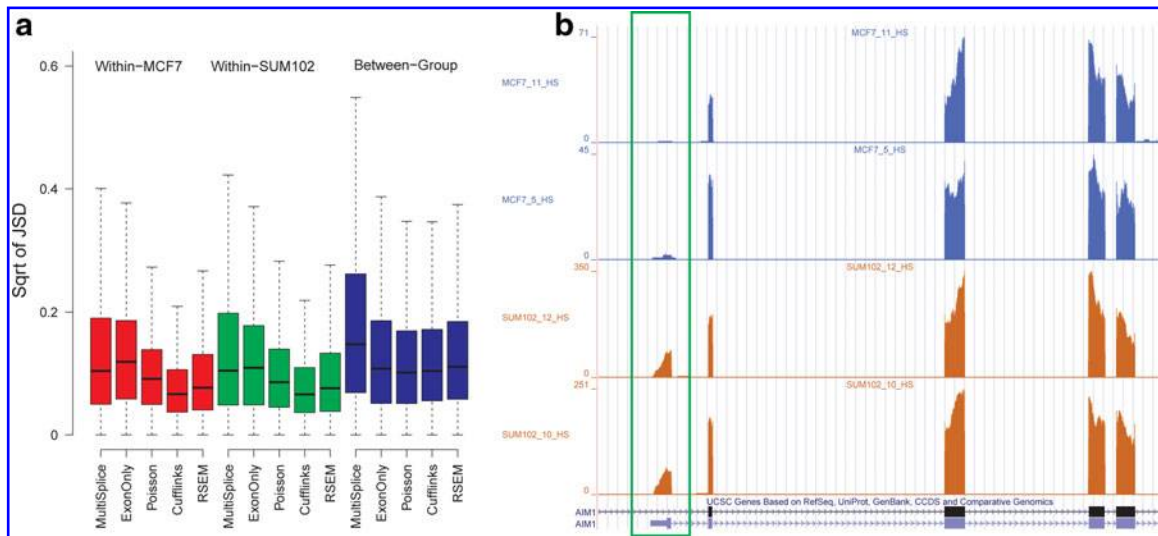 a
Within−MCF7
Within−SUM102
Between−Group
Sqrt of JSD
0.6
0.4
0.2
0
MultiSplice
ExonOnly
Poisson
Cufflinks
RSEM
MultiSplice
ExonOnly
Poisson
Cufflinks
RSEM
MultiSplice
ExonOnly
Poisson
Cufflinks
RSEM
b
MCF7_11_HS
71
MCF7_11_HS
0
MCF7_5_HS
45
MCF7_5_HS
0
SUM102_12_HS
350
SUM102_12_HS
0
SUM102_10_HS
251
SUM102_10_HS
0
UCSC Genes Based on RefSeq, UniProt, GenBank, CCDS and Comparative Genomics
AIM1
AIM1